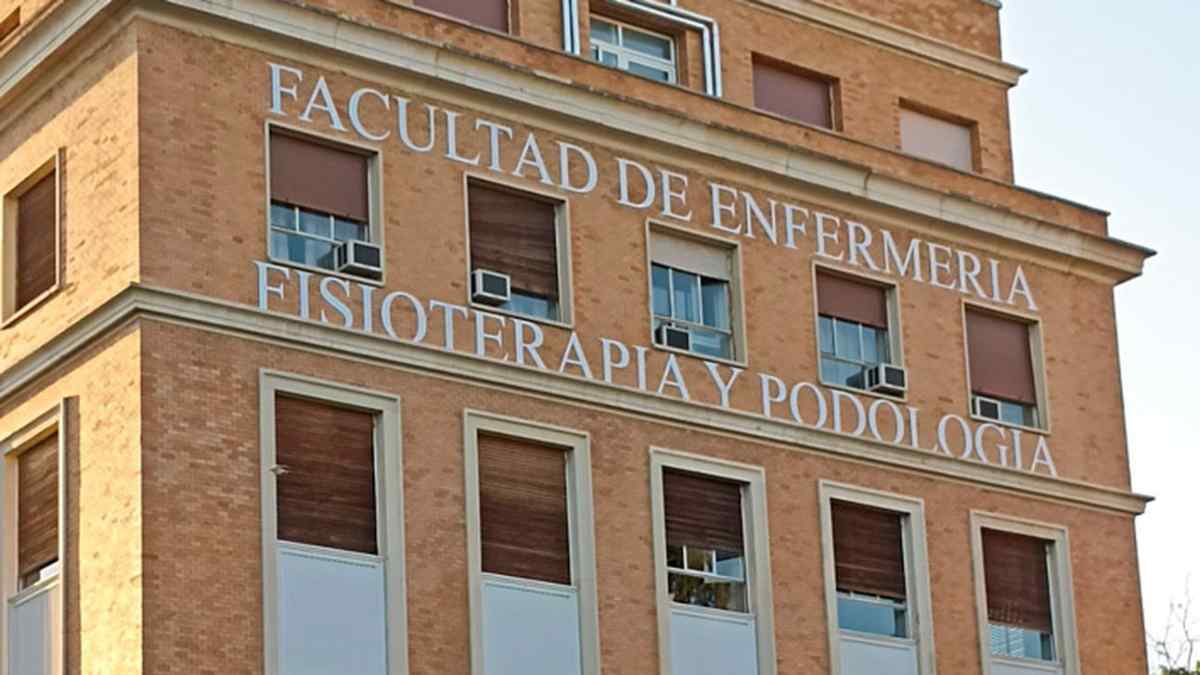 FACULTAD DE ENFERMERIA
FISIOTERAPIA Y PODOLOGIA